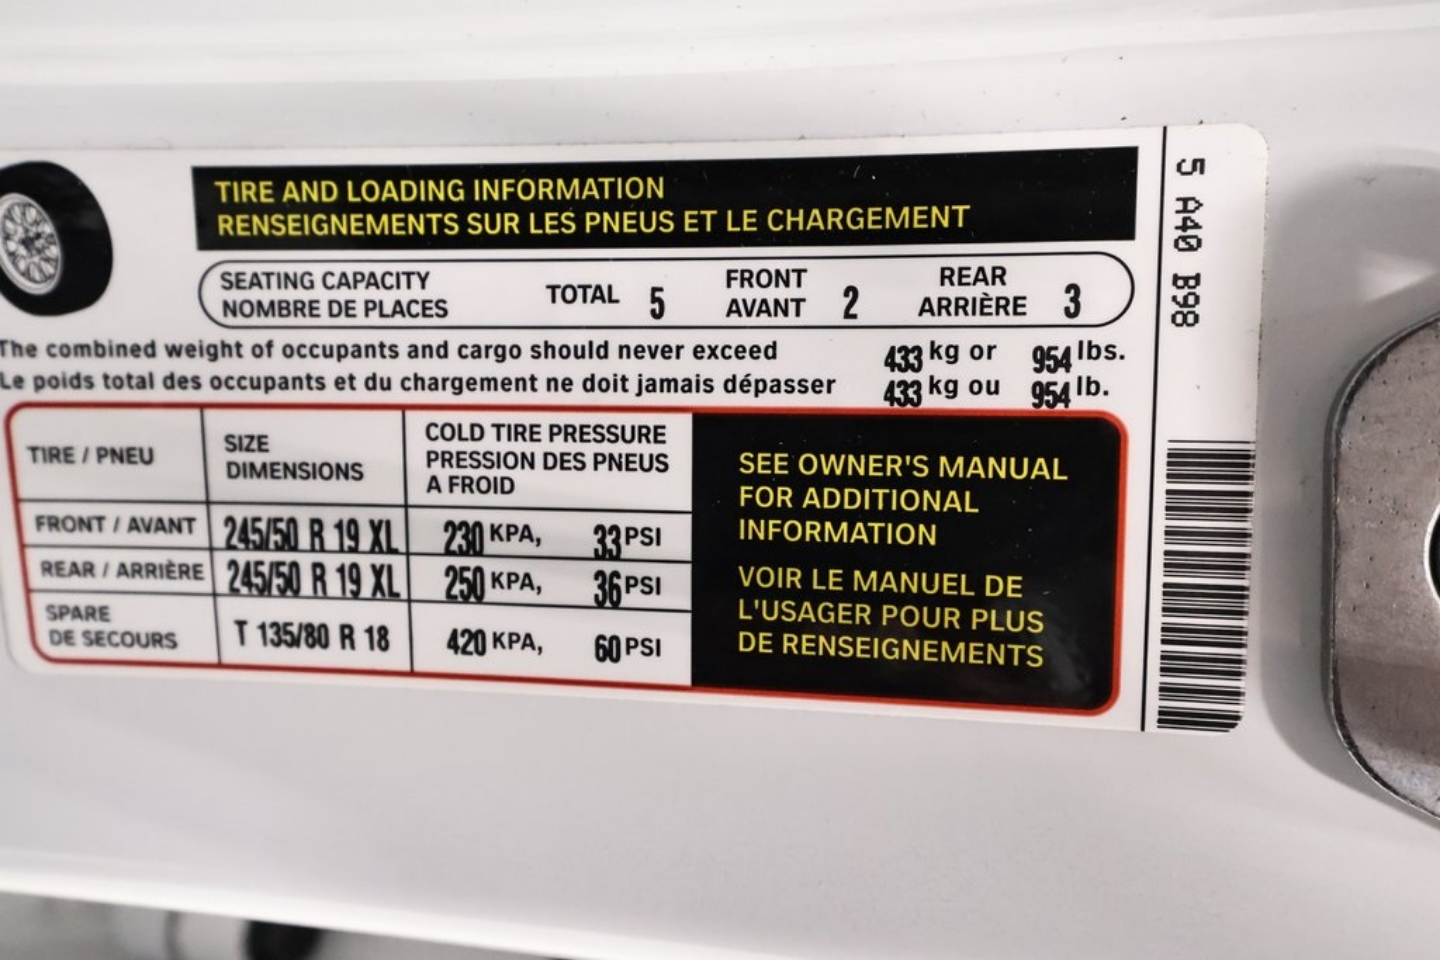 TIRE AND LOADING INFORMATION
RENSEIGNEMENTS SUR LES PNEUS ET LE CHARGEMENT
SEATING CAPACITY
NOMBRE DE PLACES
TOTAL 5
FRONT
AVANT 2
REAR
ARRIÈRE 3
The combined weight of occupants and cargo should never exceed 433 kg or 954 lbs.
Le poids total des occupants et du chargement ne doit jamais dépasser 433 kg ou 954 lb.
TIRE / PNEU
SIZE
DIMENSIONS
COLD TIRE PRESSURE
PRESSION DES PNEUS
A FROID
FRONT / AVANT 245/50 R 19 XL 230 KPA, 33 PSI
REAR / ARRIÈRE 245/50 R 19 XL 250 KPA, 36 PSI
SPARE
DE SECOURS T 135/80 R 18 420 KPA, 60 PSI
SEE OWNER'S MANUAL
FOR ADDITIONAL
INFORMATION
VOIR LE MANUEL DE
L'USAGER POUR PLUS
DE RENSEIGNEMENTS
5 A40 B98